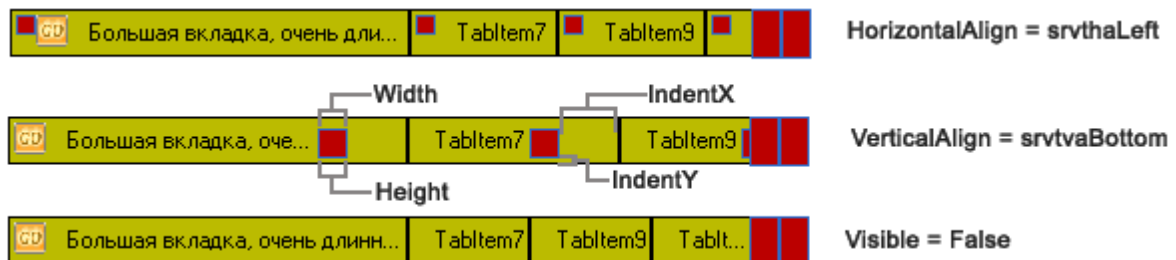 GD Большая вкладка, очень дли... TabItem7 TabItem9 HorizontalAlign = srvthaLeft
Width IndentX
GD Большая вкладка, оче... TabItem7 TabItem9 VerticalAlign = srvtvaBottom
Height IndentY
GD Большая вкладка, очень длинн... TabItem7 TabItem9 TabIt... Visible = False